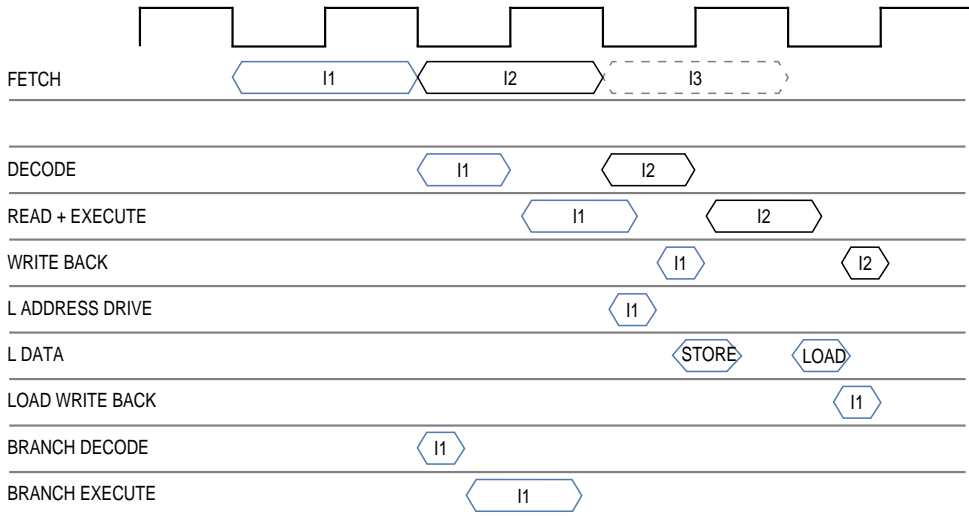 FETCH I1 I2 I3
DECODE I1 I2
READ + EXECUTE I1 I2
WRITE BACK I1 I2
L ADDRESS DRIVE I1
L DATA STORE LOAD
LOAD WRITE BACK I1
BRANCH DECODE I1
BRANCH EXECUTE I1